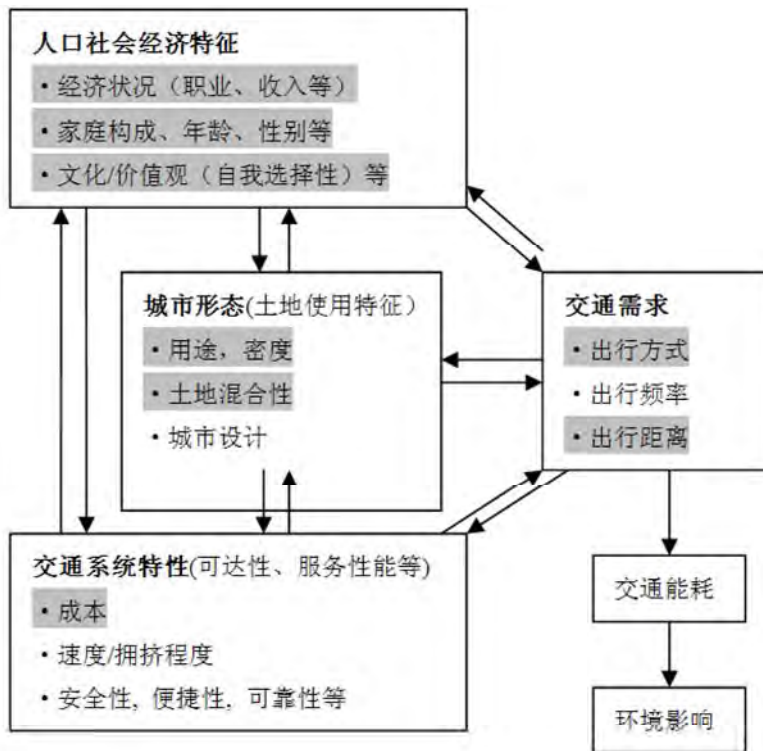 人口社会经济特征
·经济状况（职业、收入等）
·家庭构成、年龄、性别等
·文化/价值观（自我选择性）等
城市形态(土地使用特征）
·用途，密度
·土地混合性
·城市设计
交通需求
·出行方式
·出行频率
·出行距离
交通系统特性(可达性、服务性能等)
·成本
·速度/拥挤程度
·安全性, 便捷性, 可靠性等
交通能耗
环境影响